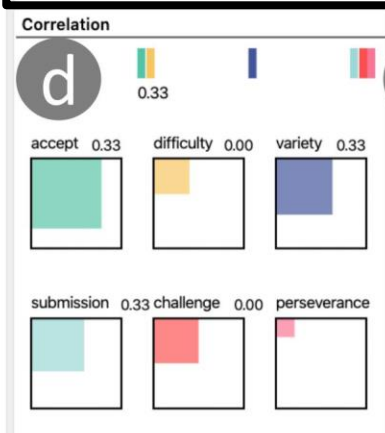 Correlation
d
0.33
accept 0.33 difficulty 0.00 variety 0.33
submission 0.33 challenge 0.00 perseverance